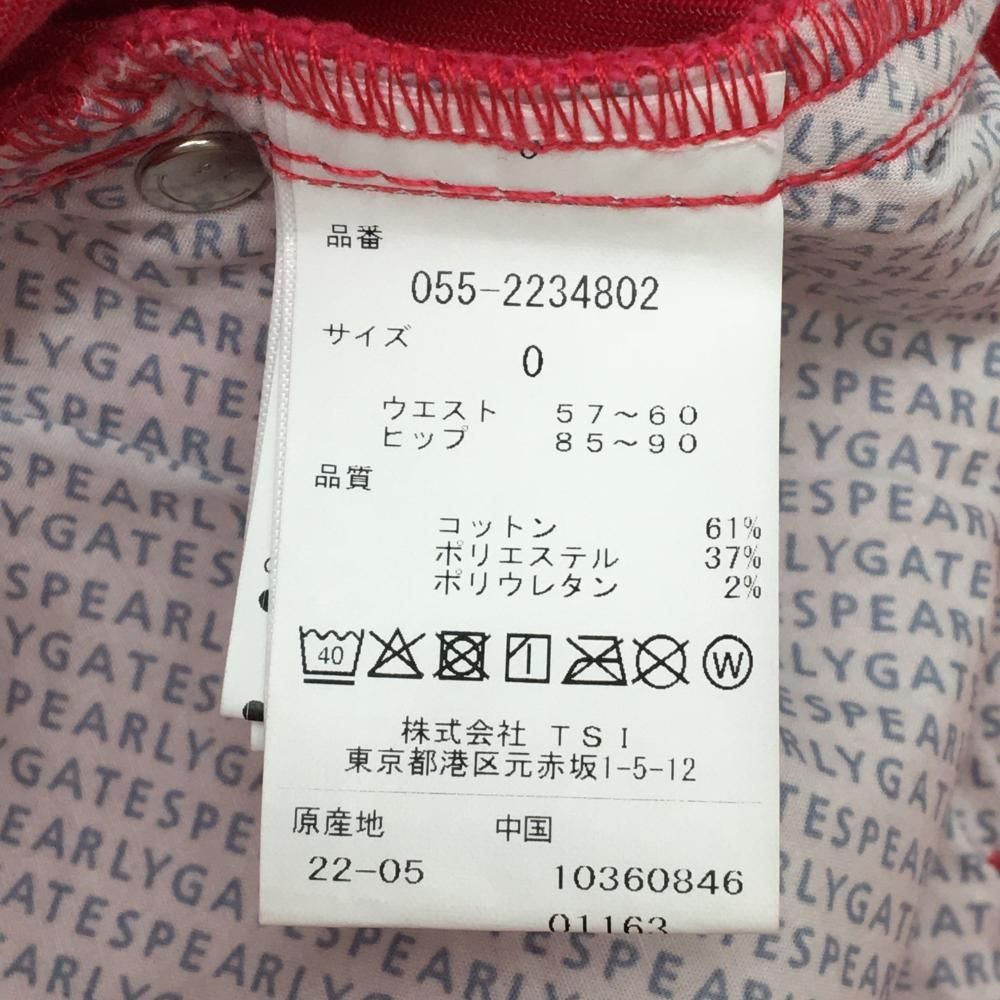 品番
055-2234802
サイズ
0
ウエスト 57~60
ヒップ 85~90
品質
コットン 61%
ポリエステル 37%
ポリウレタン 2%
40
W
株式会社 TSI
東京都港区元赤坂1-5-12
原産地 中国
22-05 10360846
01163
PEARLYGATES